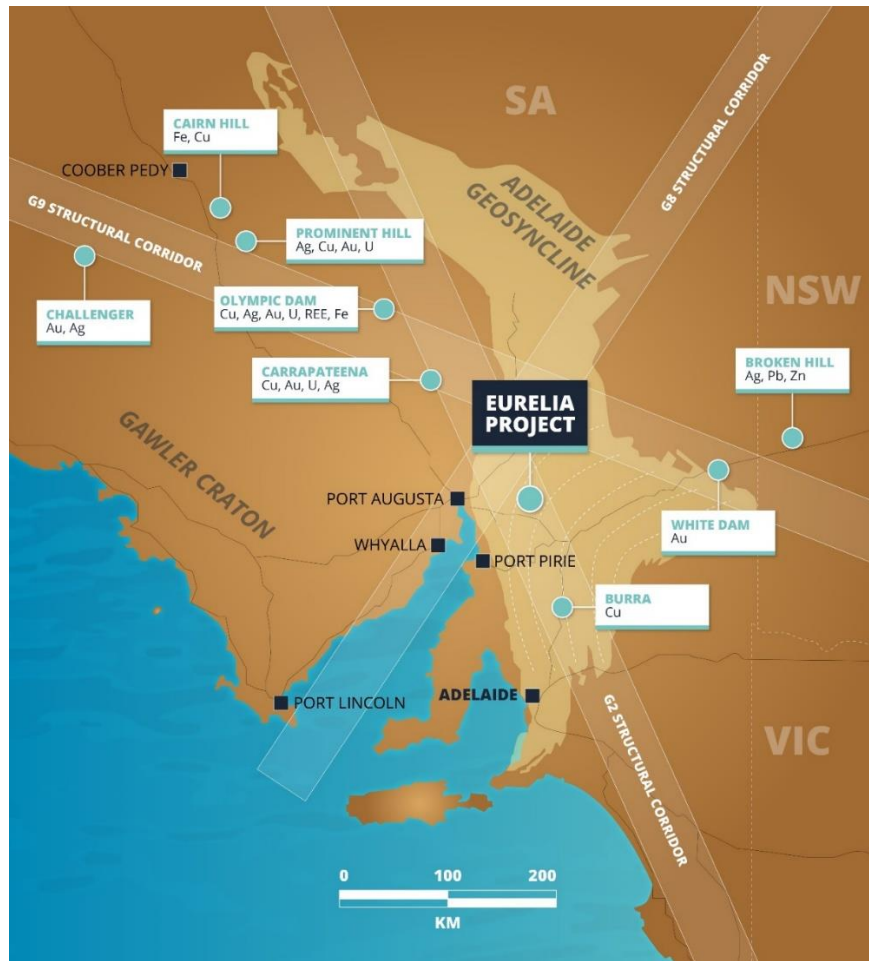 SA
G8 STRUCTURAL CORRIDOR
CAIRN HILL
Fe, Cu
COOBER PEDY
ADELAIDE
GEOSYNCLINE
G9 STRUCTURAL CORRIDOR
PROMINENT HILL
Ag, Cu, Au, U
NSW
OLYMPIC DAM
Cu, Ag, Au, U, REE, Fe
CHALLENGER
Au, Ag
CARRAPATEENA
Cu, Au, U, Ag
BROKEN HILL
Ag, Pb, Zn
EURELIA
PROJECT
GAWLER CRATON
PORT AUGUSTA
WHITE DAM
Au
WHYALLA
PORT PIRIE
BURRA
Cu
ADELAIDE
PORT LINCOLN
G2 STRUCTURAL CORRIDOR
VIC
0 100 200
KM